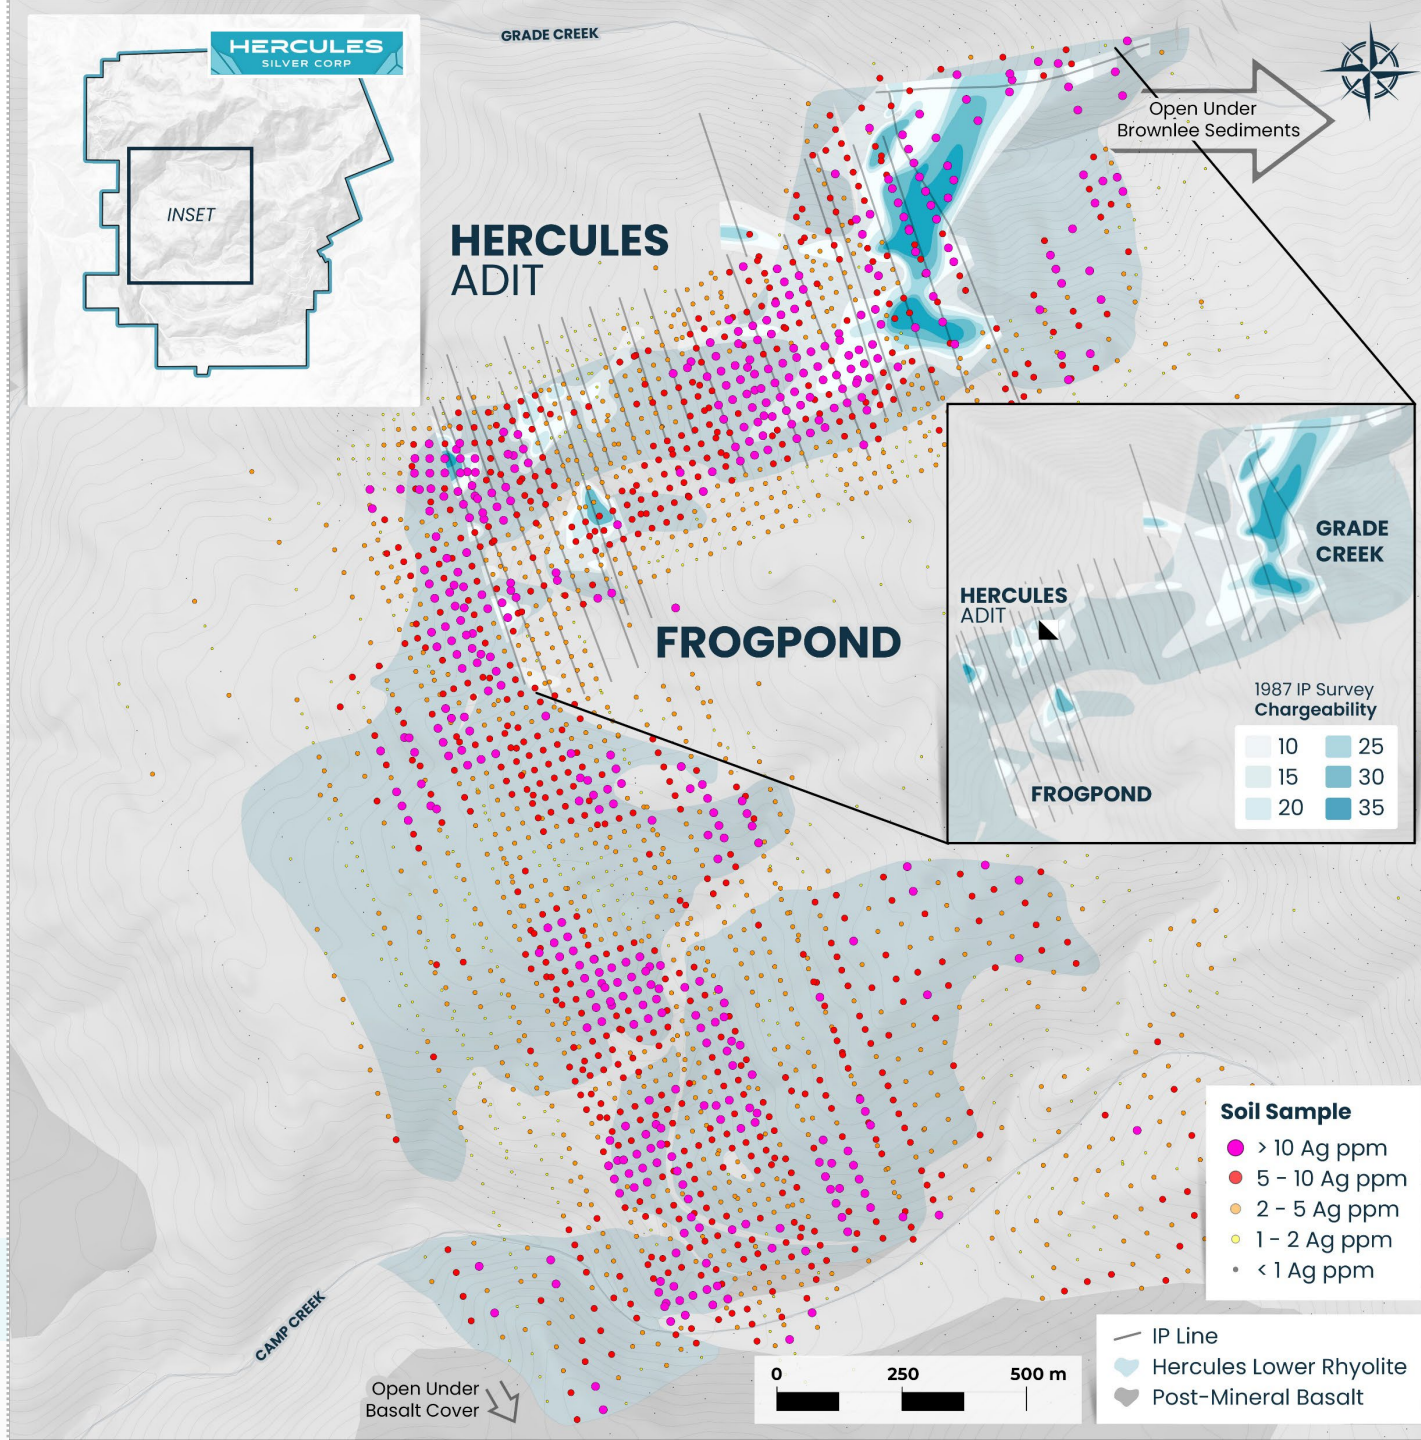 HERCULES
SILVER CORP
INSET
GRADE CREEK
Open Under
Brownlee Sediments
HERCULES
ADIT
FROGPOND
GRADE
CREEK
HERCULES
ADIT
FROGPOND
1987 IP Survey
Chargeability
10 25
15 30
20 35
Soil Sample
> 10 Ag ppm
5 - 10 Ag ppm
2 - 5 Ag ppm
1 - 2 Ag ppm
< 1 Ag ppm
CAMP CREEK
Open Under
Basalt Cover
0 250 500 m
IP Line
Hercules Lower Rhyolite
Post-Mineral Basalt